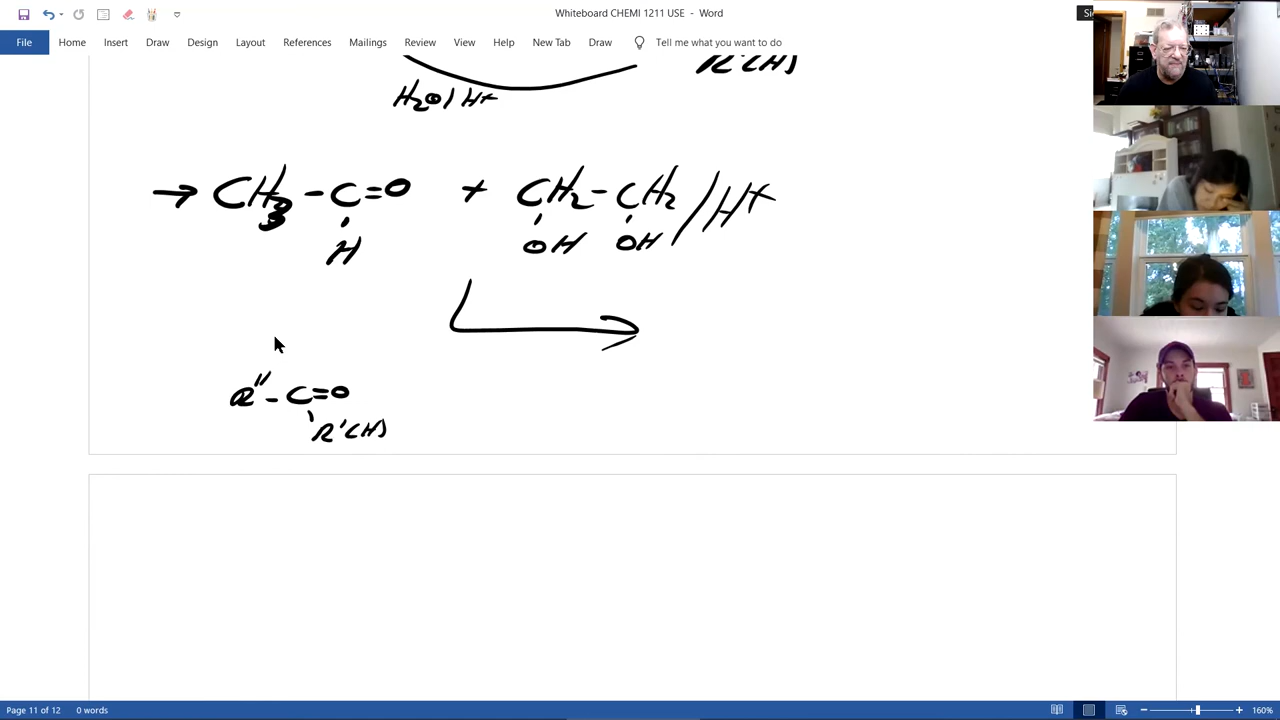 Whiteboard CHEMI 1211 USE - Word
File Home Insert Draw Design Layout References Mailings Review View Help New Tab Draw Tell me what you want to do
R'(H)
H2O/H+
→ CH3-C=O + CH2-CH2/H+
H OH OH
R''-C=O
R'(H)
Page 11 of 12 0 words 160%